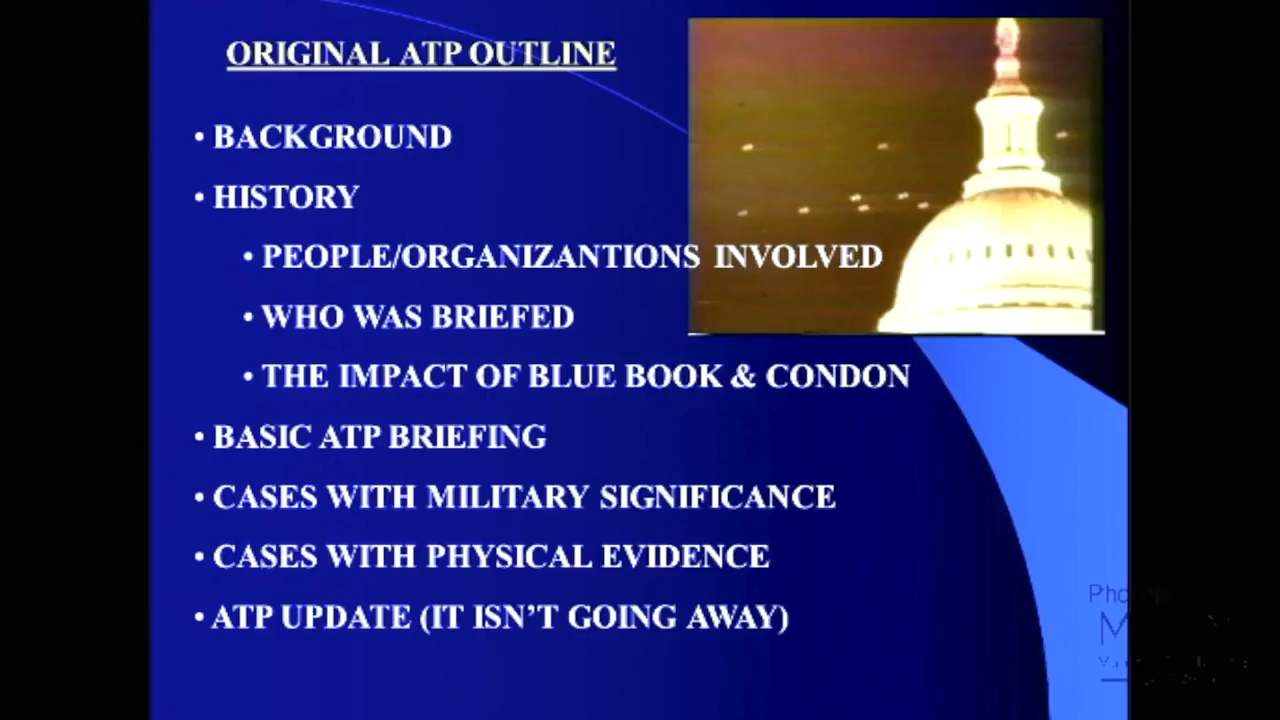 ORIGINAL ATP OUTLINE
• BACKGROUND
• HISTORY
• PEOPLE/ORGANIZANTIONS INVOLVED
• WHO WAS BRIEFED
• THE IMPACT OF BLUE BOOK & CONDON
• BASIC ATP BRIEFING
• CASES WITH MILITARY SIGNIFICANCE
• CASES WITH PHYSICAL EVIDENCE
• ATP UPDATE (IT ISN’T GOING AWAY)